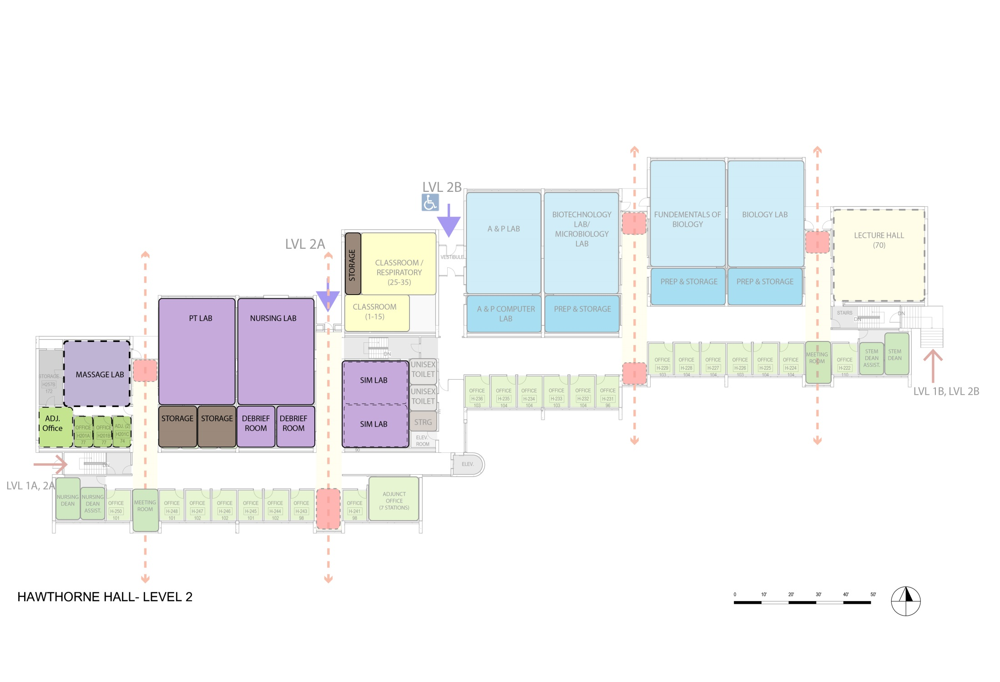 LVL 2B
LVL 2A
VESTIBULE
A & P LAB
BIOTECHNOLOGY
LAB/
MICROBIOLOGY
LAB
FUNDEMENTALS OF
BIOLOGY
BIOLOGY LAB
LECTURE HALL
(70)
STORAGE
CLASSROOM /
RESPIRATORY
(25-35)
CLASSROOM
(1-15)
A & P COMPUTER
LAB
PREP & STORAGE
PREP & STORAGE
PREP & STORAGE
STAIRS
DN
DN
PT LAB
NURSING LAB
DN
MASSAGE LAB
STORAGE
H257B
172
SIM LAB
SIM LAB
UNISEX
TOILET
UNISEX
TOILET
STRG
ELEV.
ROOM
90
ELEV.
OFFICE
H-236
103
OFFICE
H-235
104
OFFICE
H-234
104
OFFICE
H-233
103
OFFICE
H-232
104
OFFICE
H-231
96
OFFICE
H-229
103
OFFICE
H-228
104
OFFICE
H-227
104
OFFICE
H-226
103
OFFICE
H-225
104
OFFICE
H-224
104
MEETING
ROOM
OFFICE
H-222
110
STEM
DEAN
ASSIST.
STEM
DEAN
LVL 1B, LVL 2B
ADJ.
Office
OFFICE
H201A
77
OFFICE
H201B
77
ADJ. (2)
H201C
74
STORAGE
STORAGE
DEBRIEF
ROOM
DEBRIEF
ROOM
DN
LVL 1A, 2A
NURSING
DEAN
NURSING
DEAN
ASSIST.
OFFICE
H-250
101
MEETING
ROOM
OFFICE
H-248
101
OFFICE
H-247
102
OFFICE
H-246
102
OFFICE
H-245
101
OFFICE
H-244
102
OFFICE
H-243
98
OFFICE
H-241
98
ADJUNCT
OFFICE
(7 STATIONS)
HAWTHORNE HALL- LEVEL 2
0 10' 20' 30' 40' 50'